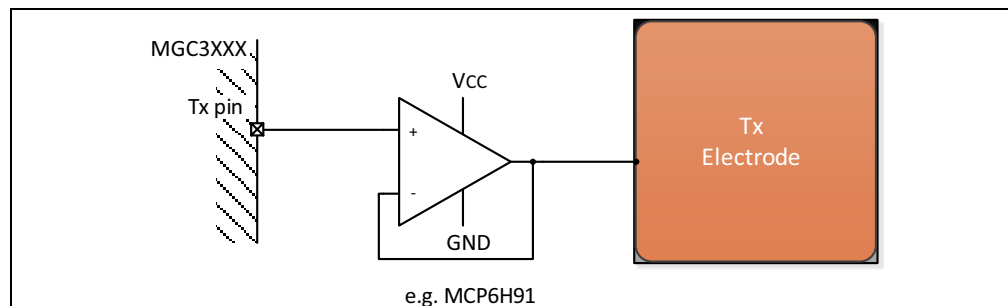 MGC3XXX
Tx pin
VCC
+
-
GND
Tx
Electrode
e.g. MCP6H91